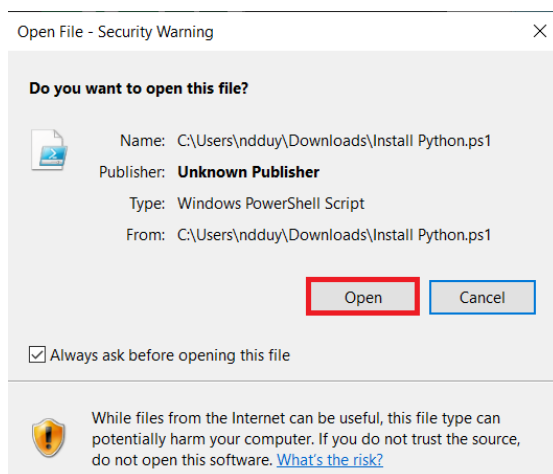 Open File - Security Warning
Do you want to open this file?
Name: C:\Users\ndduy\Downloads\Install Python.ps1
Publisher: Unknown Publisher
Type: Windows PowerShell Script
From: C:\Users\ndduy\Downloads\Install Python.ps1
Open Cancel
Always ask before opening this file
While files from the Internet can be useful, this file type can
potentially harm your computer. If you do not trust the source,
do not open this software. What's the risk?